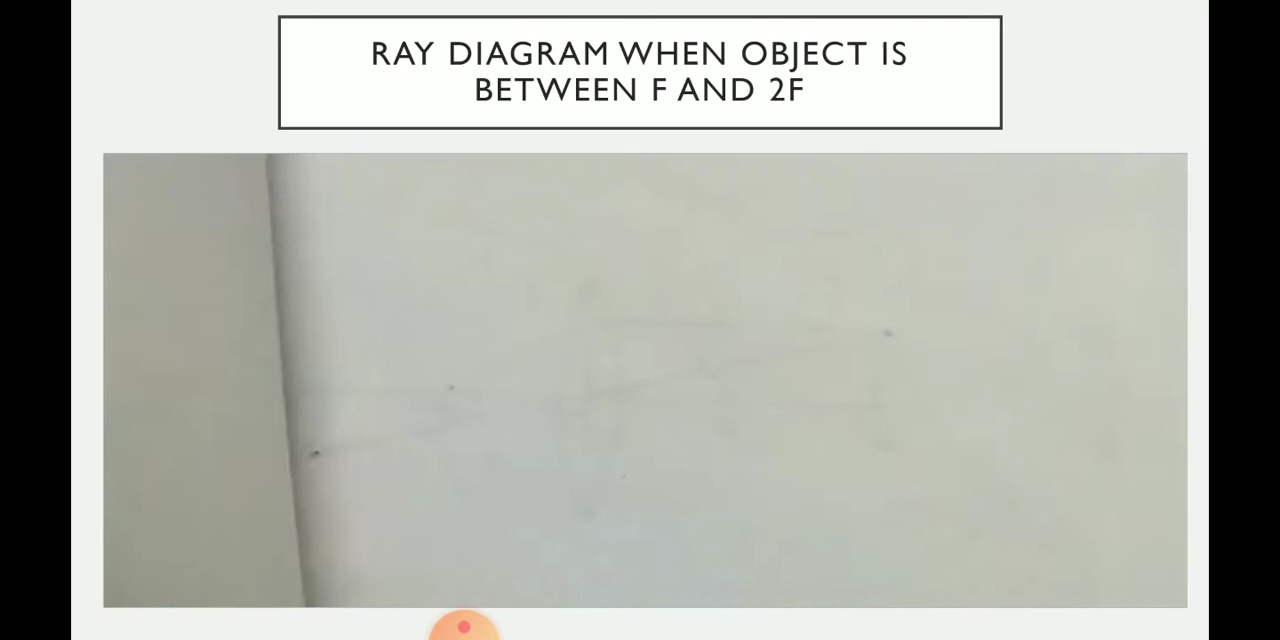 RAY DIAGRAM WHEN OBJECT IS
BETWEEN F AND 2F